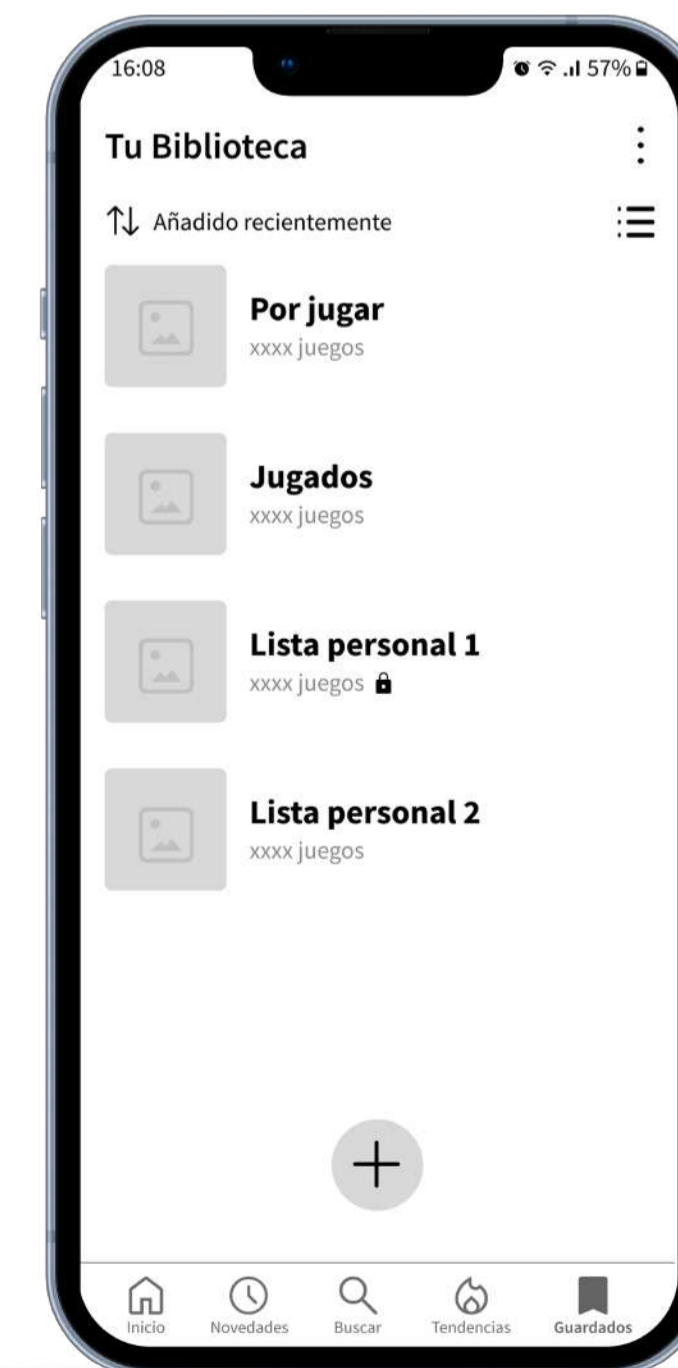 16:08 57%
Tu Biblioteca
Añadido recientemente
Por jugar
xxxx juegos
Jugados
xxxx juegos
Lista personal 1
xxxx juegos
Lista personal 2
xxxx juegos
Inicio Novedades Buscar Tendencias Guardados